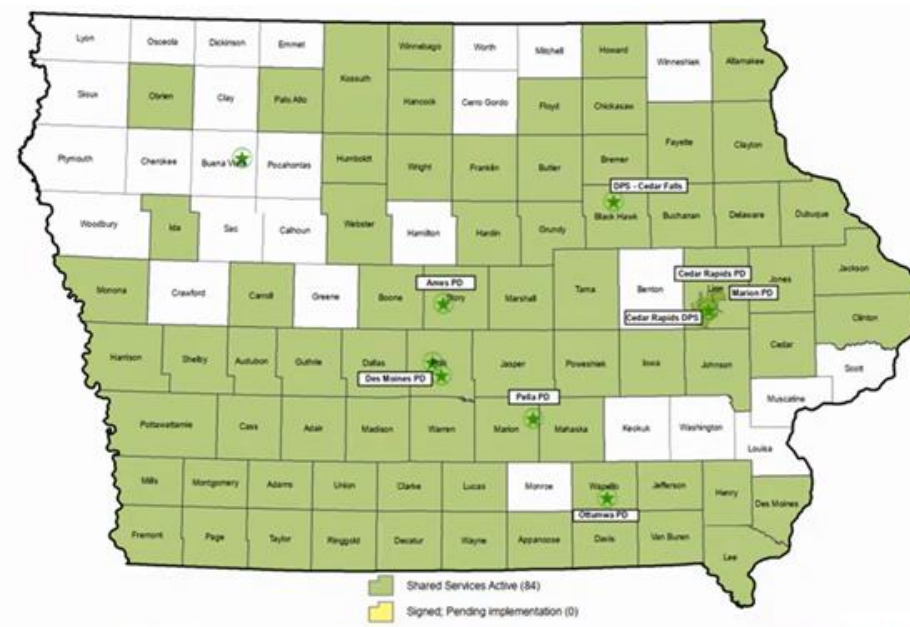 Lyon
Osceola
Dickinson
Emmet
Kossuth
Winnebago
Worth
Mitchell
Howard
Winneshiek
Allamakee
Sioux
Obrien
Clay
Palo Alto
Hancock
Cerro Gordo
Floyd
Chickasaw
Fayette
Clayton
Plymouth
Cherokee
Buena
Pocahontas
Humboldt
Wright
Franklin
Butler
Bremer
DPS - Cedar Falls
Black Hawk
Buchanan
Delaware
Dubuque
Woodbury
Ida
Sac
Calhoun
Webster
Hamilton
Hardin
Grundy
Monona
Crawford
Carroll
Greene
Boone
Ames PD
Story
Marshall
Tama
Benton
Cedar Rapids PD
Linn
Marion PD
Cedar Rapids DPS
Jones
Jackson
Clinton
Harrison
Shelby
Audubon
Guthrie
Dallas
Des Moines PD
Jasper
Poweshiek
Iowa
Johnson
Cedar
Scott
Muscatine
Pottawattamie
Cass
Adair
Madison
Warren
Pella PD
Marion
Mahaska
Keokuk
Washington
Louisa
Mills
Montgomery
Adams
Union
Clarke
Lucas
Monroe
Wapello
Ottumwa PD
Jefferson
Henry
Des Moines
Fremont
Page
Taylor
Ringgold
Decatur
Wayne
Appanoose
Davis
Van Buren
Lee
Shared Services Active (84)
Signed; Pending implementation (0)